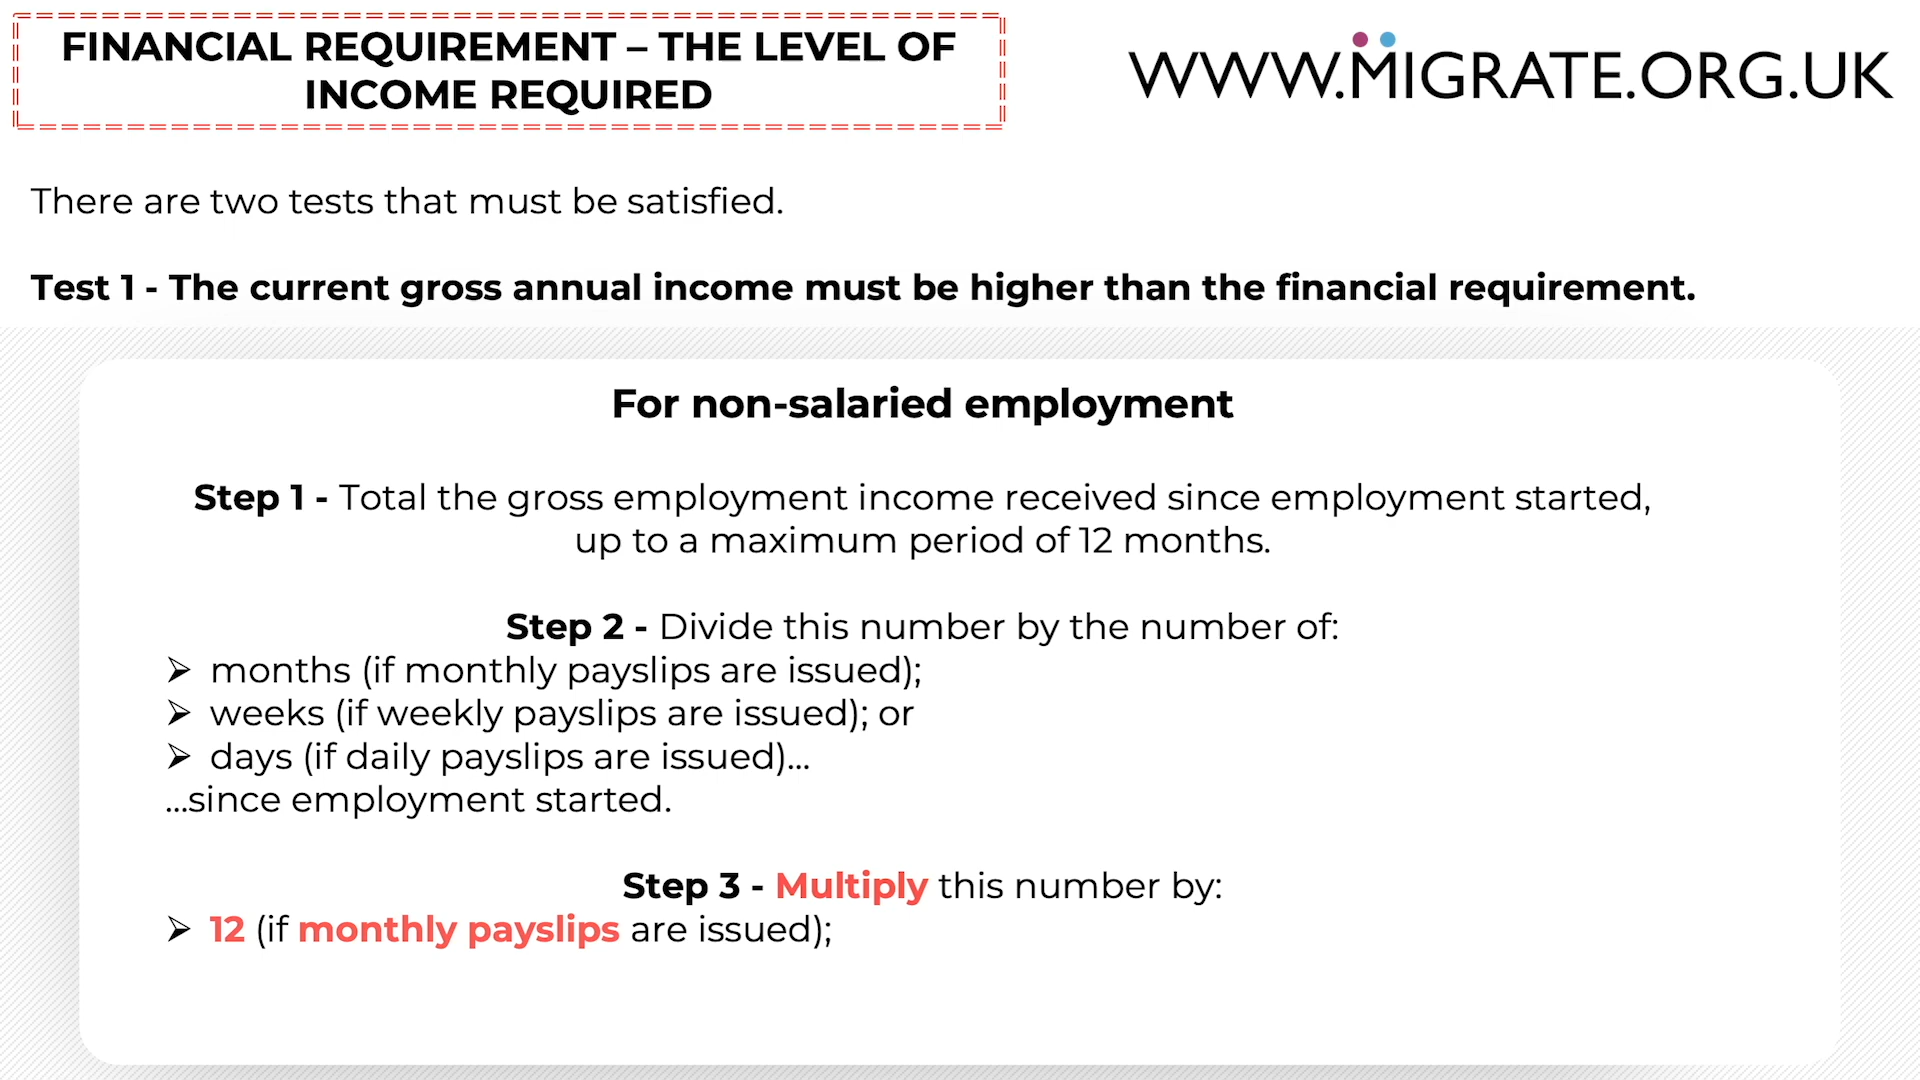 FINANCIAL REQUIREMENT – THE LEVEL OF
INCOME REQUIRED
WWW.MIGRATE.ORG.UK
There are two tests that must be satisfied.
Test 1 - The current gross annual income must be higher than the financial requirement.
For non-salaried employment
Step 1 - Total the gross employment income received since employment started,
up to a maximum period of 12 months.
Step 2 - Divide this number by the number of:
➢ months (if monthly payslips are issued);
➢ weeks (if weekly payslips are issued); or
➢ days (if daily payslips are issued)...
...since employment started.
Step 3 - Multiply this number by:
➢ 12 (if monthly payslips are issued);